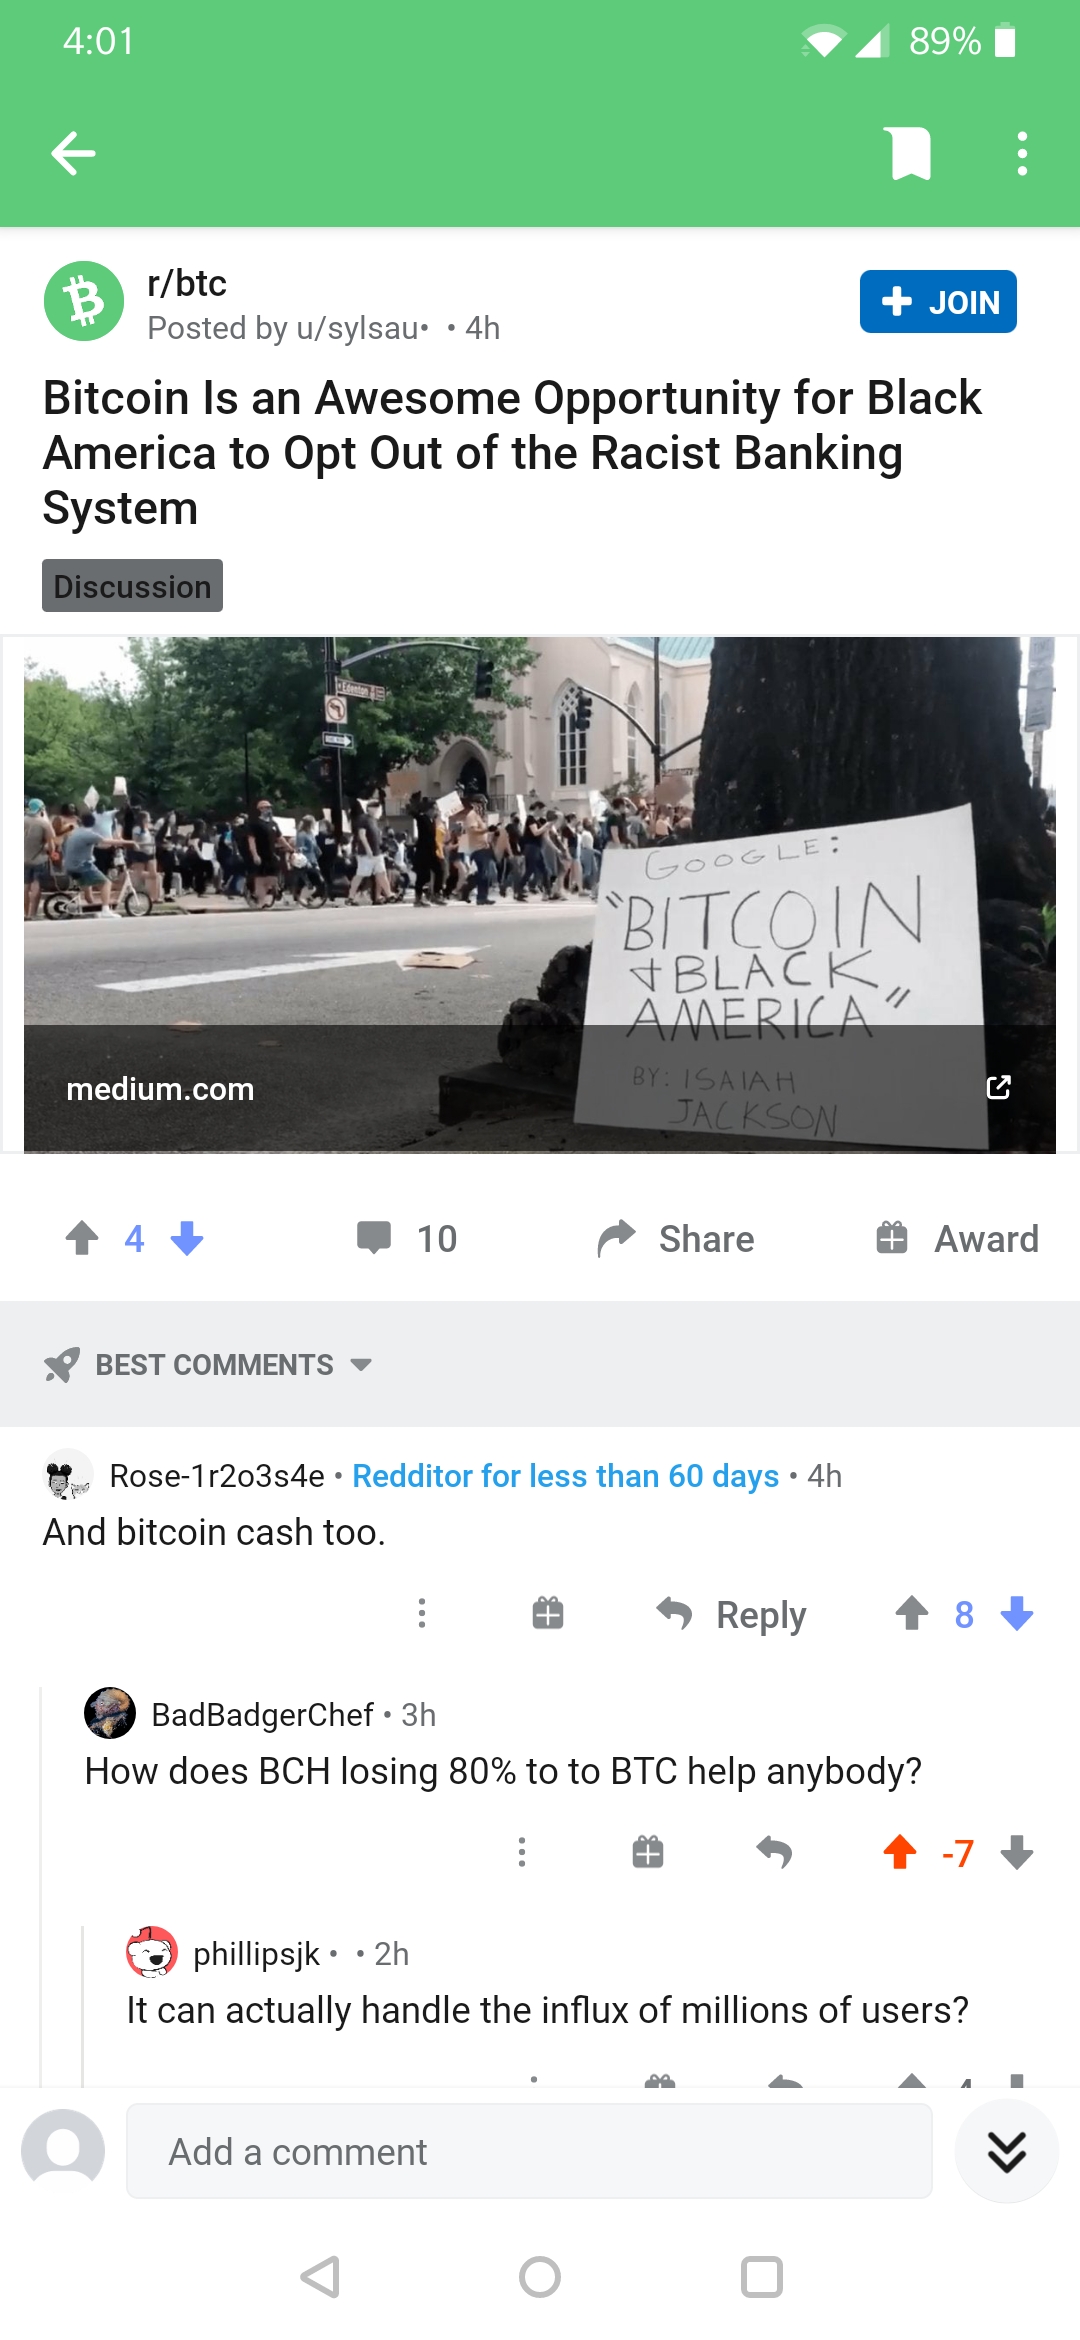 4:01
89%
r/btc
Posted by u/sylsau• • 4h
+ JOIN
Bitcoin Is an Awesome Opportunity for Black
America to Opt Out of the Racist Banking
System
Discussion
GOOGLE:
"BITCOIN
+ BLACK
AMERICA"
BY: ISAIAH
JACKSON
medium.com
4
10
Share
Award
BEST COMMENTS
Rose-1r2o3s4e • Redditor for less than 60 days • 4h
And bitcoin cash too.
Reply
8
BadBadgerChef • 3h
How does BCH losing 80% to to BTC help anybody?
-7
phillipsjk • • 2h
It can actually handle the influx of millions of users?
4
Add a comment